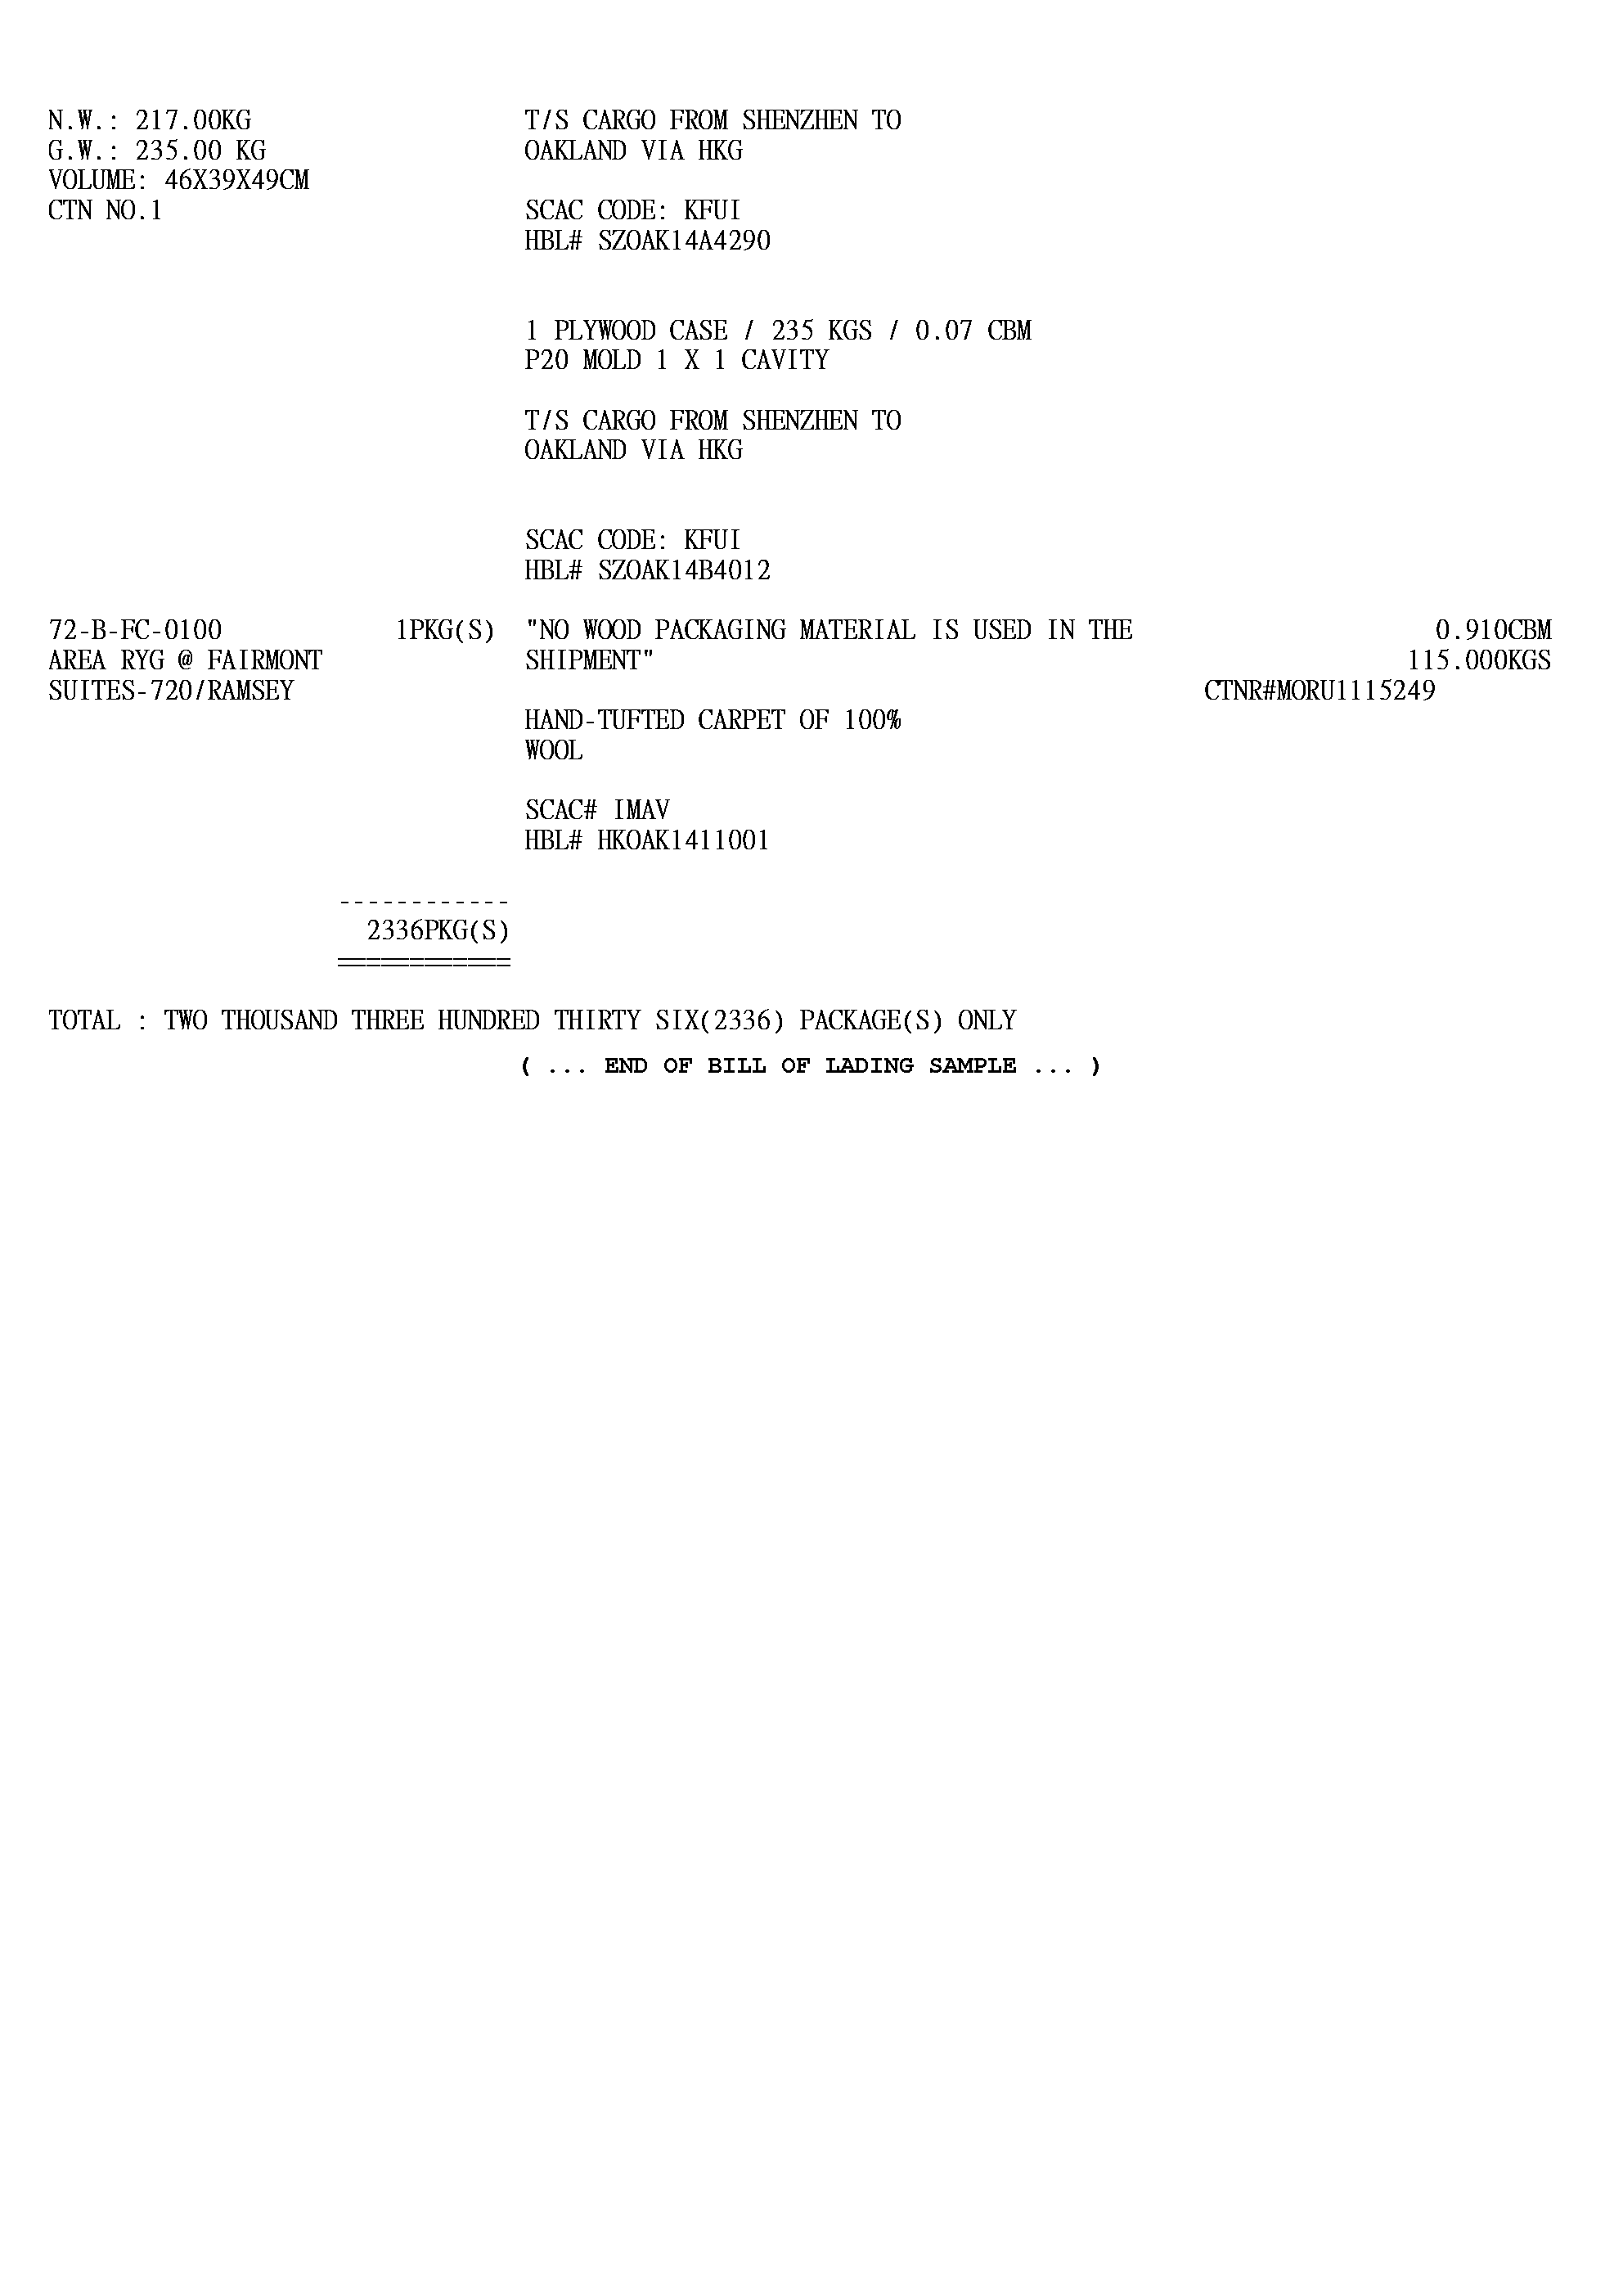 N.W.: 217.00KG T/S CARGO FROM SHENZHEN TO
G.W.: 235.00 KG OAKLAND VIA HKG
VOLUME: 46X39X49CM
CTN NO.1 SCAC CODE: KFUI
HBL# SZOAK14A4290
1 PLYWOOD CASE / 235 KGS / 0.07 CBM
P20 MOLD 1 X 1 CAVITY
T/S CARGO FROM SHENZHEN TO
OAKLAND VIA HKG
SCAC CODE: KFUI
HBL# SZOAK14B4012
72-B-FC-0100 1PKG(S) "NO WOOD PACKAGING MATERIAL IS USED IN THE 0.910CBM
AREA RYG @ FAIRMONT SHIPMENT" 115.000KGS
SUITES-720/RAMSEY CTNR#MORU1115249
HAND-TUFTED CARPET OF 100%
WOOL
SCAC# IMAV
HBL# HKOAK1411001
------------
2336PKG(S)
============
TOTAL : TWO THOUSAND THREE HUNDRED THIRTY SIX(2336) PACKAGE(S) ONLY
( ... END OF BILL OF LADING SAMPLE ... )